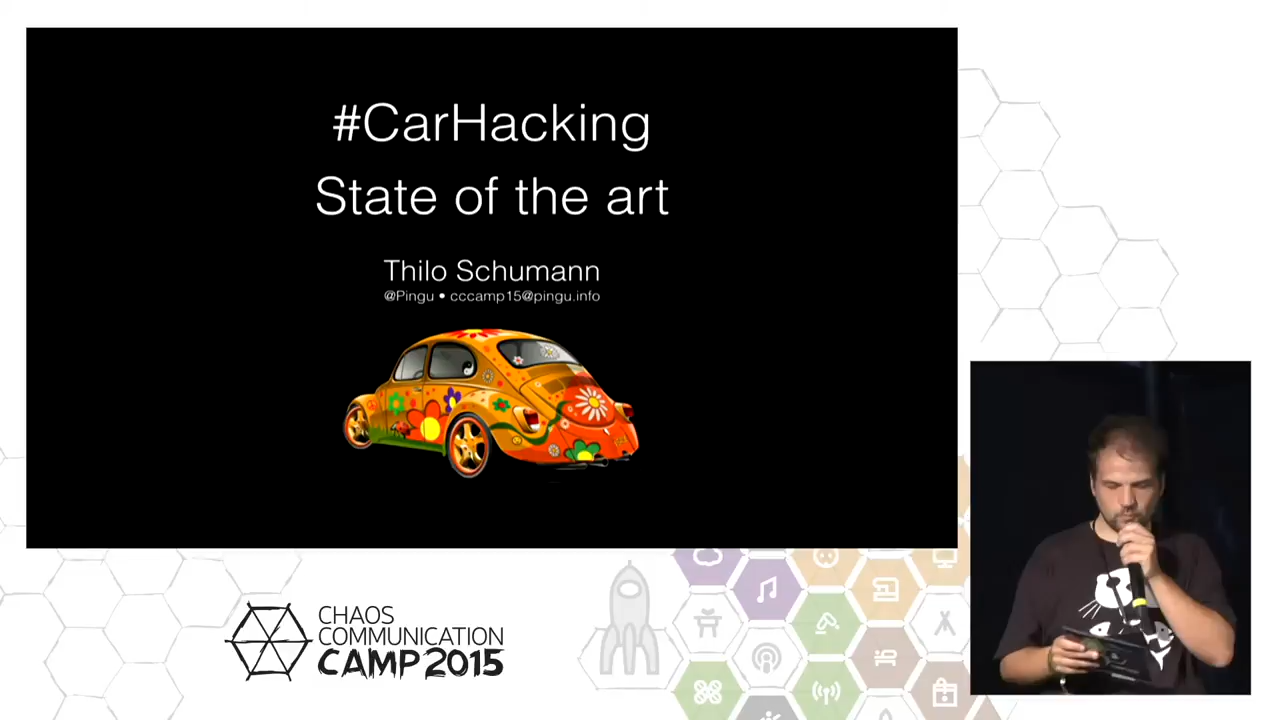 #CarHacking
State of the art
Thilo Schumann
@Pingu • cccamp15@pingu.info
CHAOS
COMMUNICATION
CAMP 2015